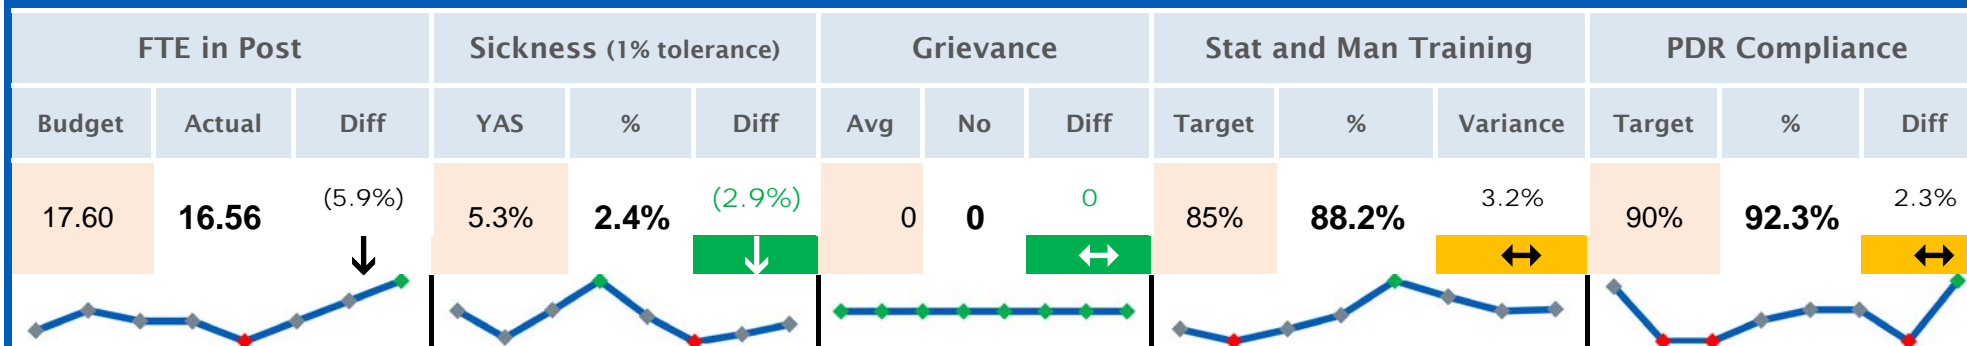 FTE in Post Sickness (1% tolerance) Grievance Stat and Man Training PDR Compliance
Budget Actual Diff YAS % Diff Avg No Diff Target % Variance Target % Diff
17.60 16.56 (5.9%) 5.3% 2.4% (2.9%) 0 0 0 85% 88.2% 3.2% 90% 92.3% 2.3%